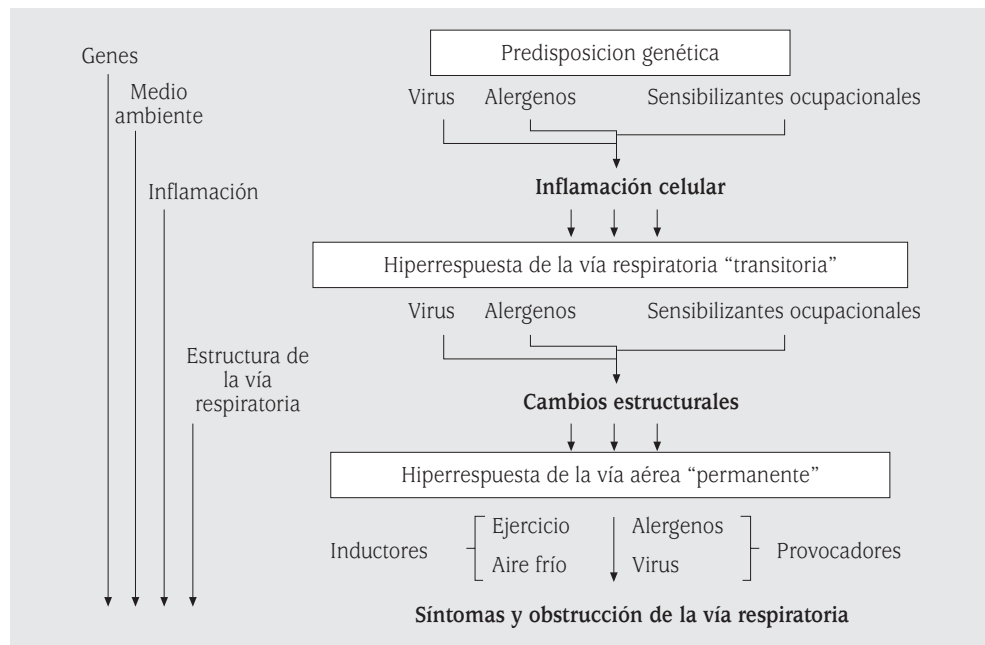 Genes
Medio
ambiente
Inflamación
Estructura de
la vía
respiratoria
Predisposicion genética
Virus Alergenos Sensibilizantes ocupacionales
Inflamación celular
Hiperrespuesta de la vía respiratoria “transitoria”
Virus Alergenos Sensibilizantes ocupacionales
Cambios estructurales
Hiperrespuesta de la vía aérea “permanente”
Inductores
Ejercicio
Aire frío
Alergenos
Virus
Provocadores
Síntomas y obstrucción de la vía respiratoria